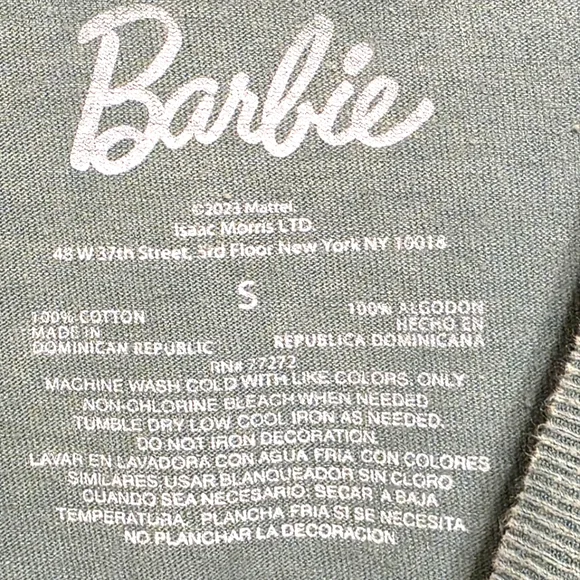 Barbie
©2023 Mattel
Isaac Morris LTD.
48 W 37th Street, 3rd Floor New York NY 10018
S
100% COTTON
MADE IN
DOMINICAN REPUBLIC
100% ALGODON
HECHO EN
REPUBLICA DOMINICANA
RN# 77272
MACHINE WASH COLD WITH LIKE COLORS. ONLY
NON-CHLORINE BLEACH WHEN NEEDED
TUMBLE DRY LOW COOL IRON AS NEEDED.
DO NOT IRON DECORATION.
LAVAR EN LAVADORA CON AGUA FRIA CON COLORES
SIMILARES. USAR BLANQUEADOR SIN CLORO
CUANDO SEA NECESARIO. SECAR A BAJA
TEMPERATURA. PLANCHA FRIA SI SE NECESITA.
NO PLANCHAR LA DECORACION.